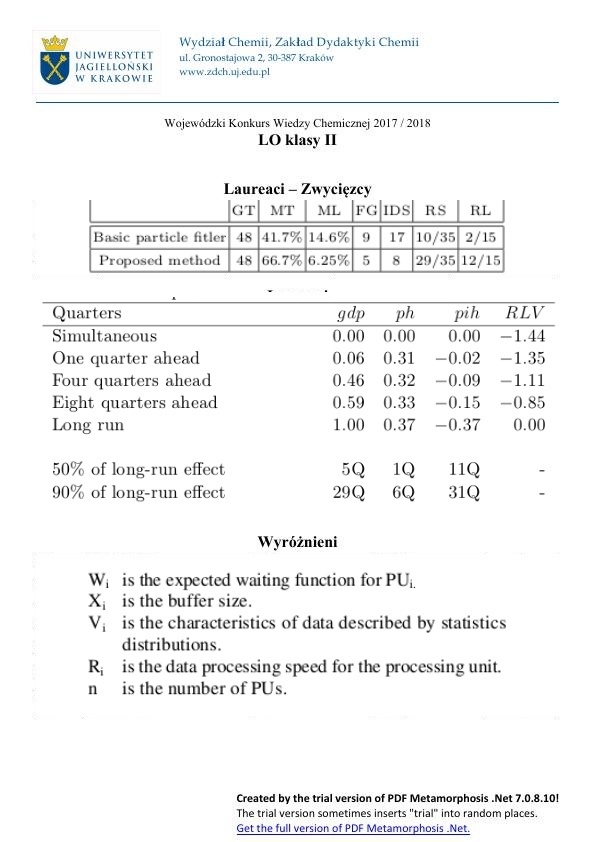 UNIWERSYTET
JAGIELLOŃSKI
W KRAKOWIE
Wydział Chemii, Zakład Dydaktyki Chemii
ul. Gronostajowa 2, 30-387 Kraków
www.zdch.uj.edu.pl
Wojewódzki Konkurs Wiedzy Chemicznej 2017 / 2018
LO klasy II
Laureaci – Zwycięzcy
GT MT ML FG IDS RS RL
Basic particle fitler 48 41.7% 14.6% 9 17 10/35 2/15
Proposed method 48 66.7% 6.25% 5 8 29/35 12/15
Quarters gdp ph pih RLV
Simultaneous 0.00 0.00 0.00 −1.44
One quarter ahead 0.06 0.31 −0.02 −1.35
Four quarters ahead 0.46 0.32 −0.09 −1.11
Eight quarters ahead 0.59 0.33 −0.15 −0.85
Long run 1.00 0.37 −0.37 0.00
50% of long-run effect 5Q 1Q 11Q -
90% of long-run effect 29Q 6Q 31Q -
Wyróżnieni
Wi is the expected waiting function for PUi.
Xi is the buffer size.
Vi is the characteristics of data described by statistics
distributions.
Ri is the data processing speed for the processing unit.
n is the number of PUs.
Created by the trial version of PDF Metamorphosis .Net 7.0.8.10!
The trial version sometimes inserts "trial" into random places.
Get the full version of PDF Metamorphosis .Net.